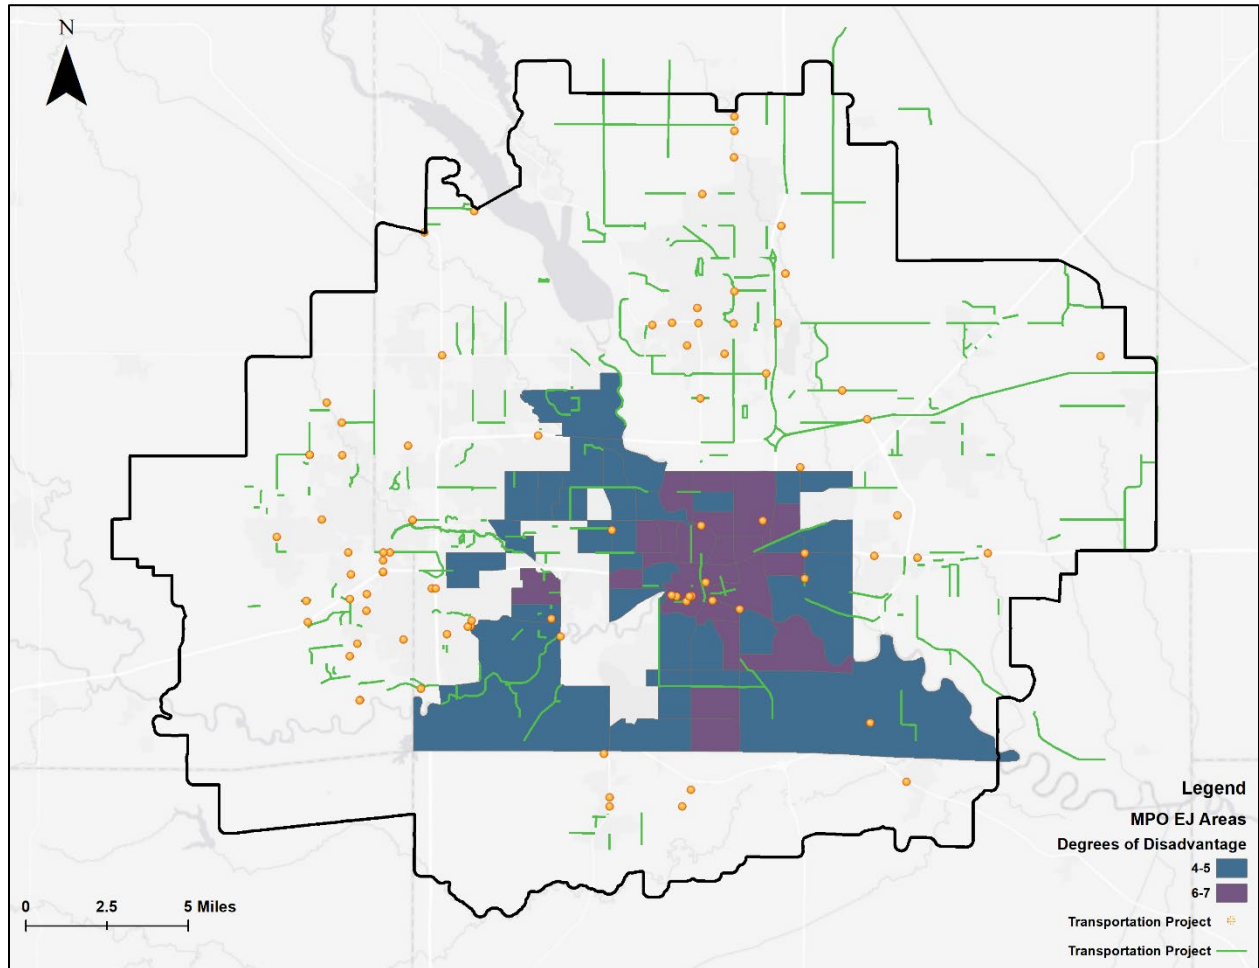 N
Legend
MPO EJ Areas
Degrees of Disadvantage
4-5
6-7
Transportation Project
Transportation Project
0 2.5 5 Miles